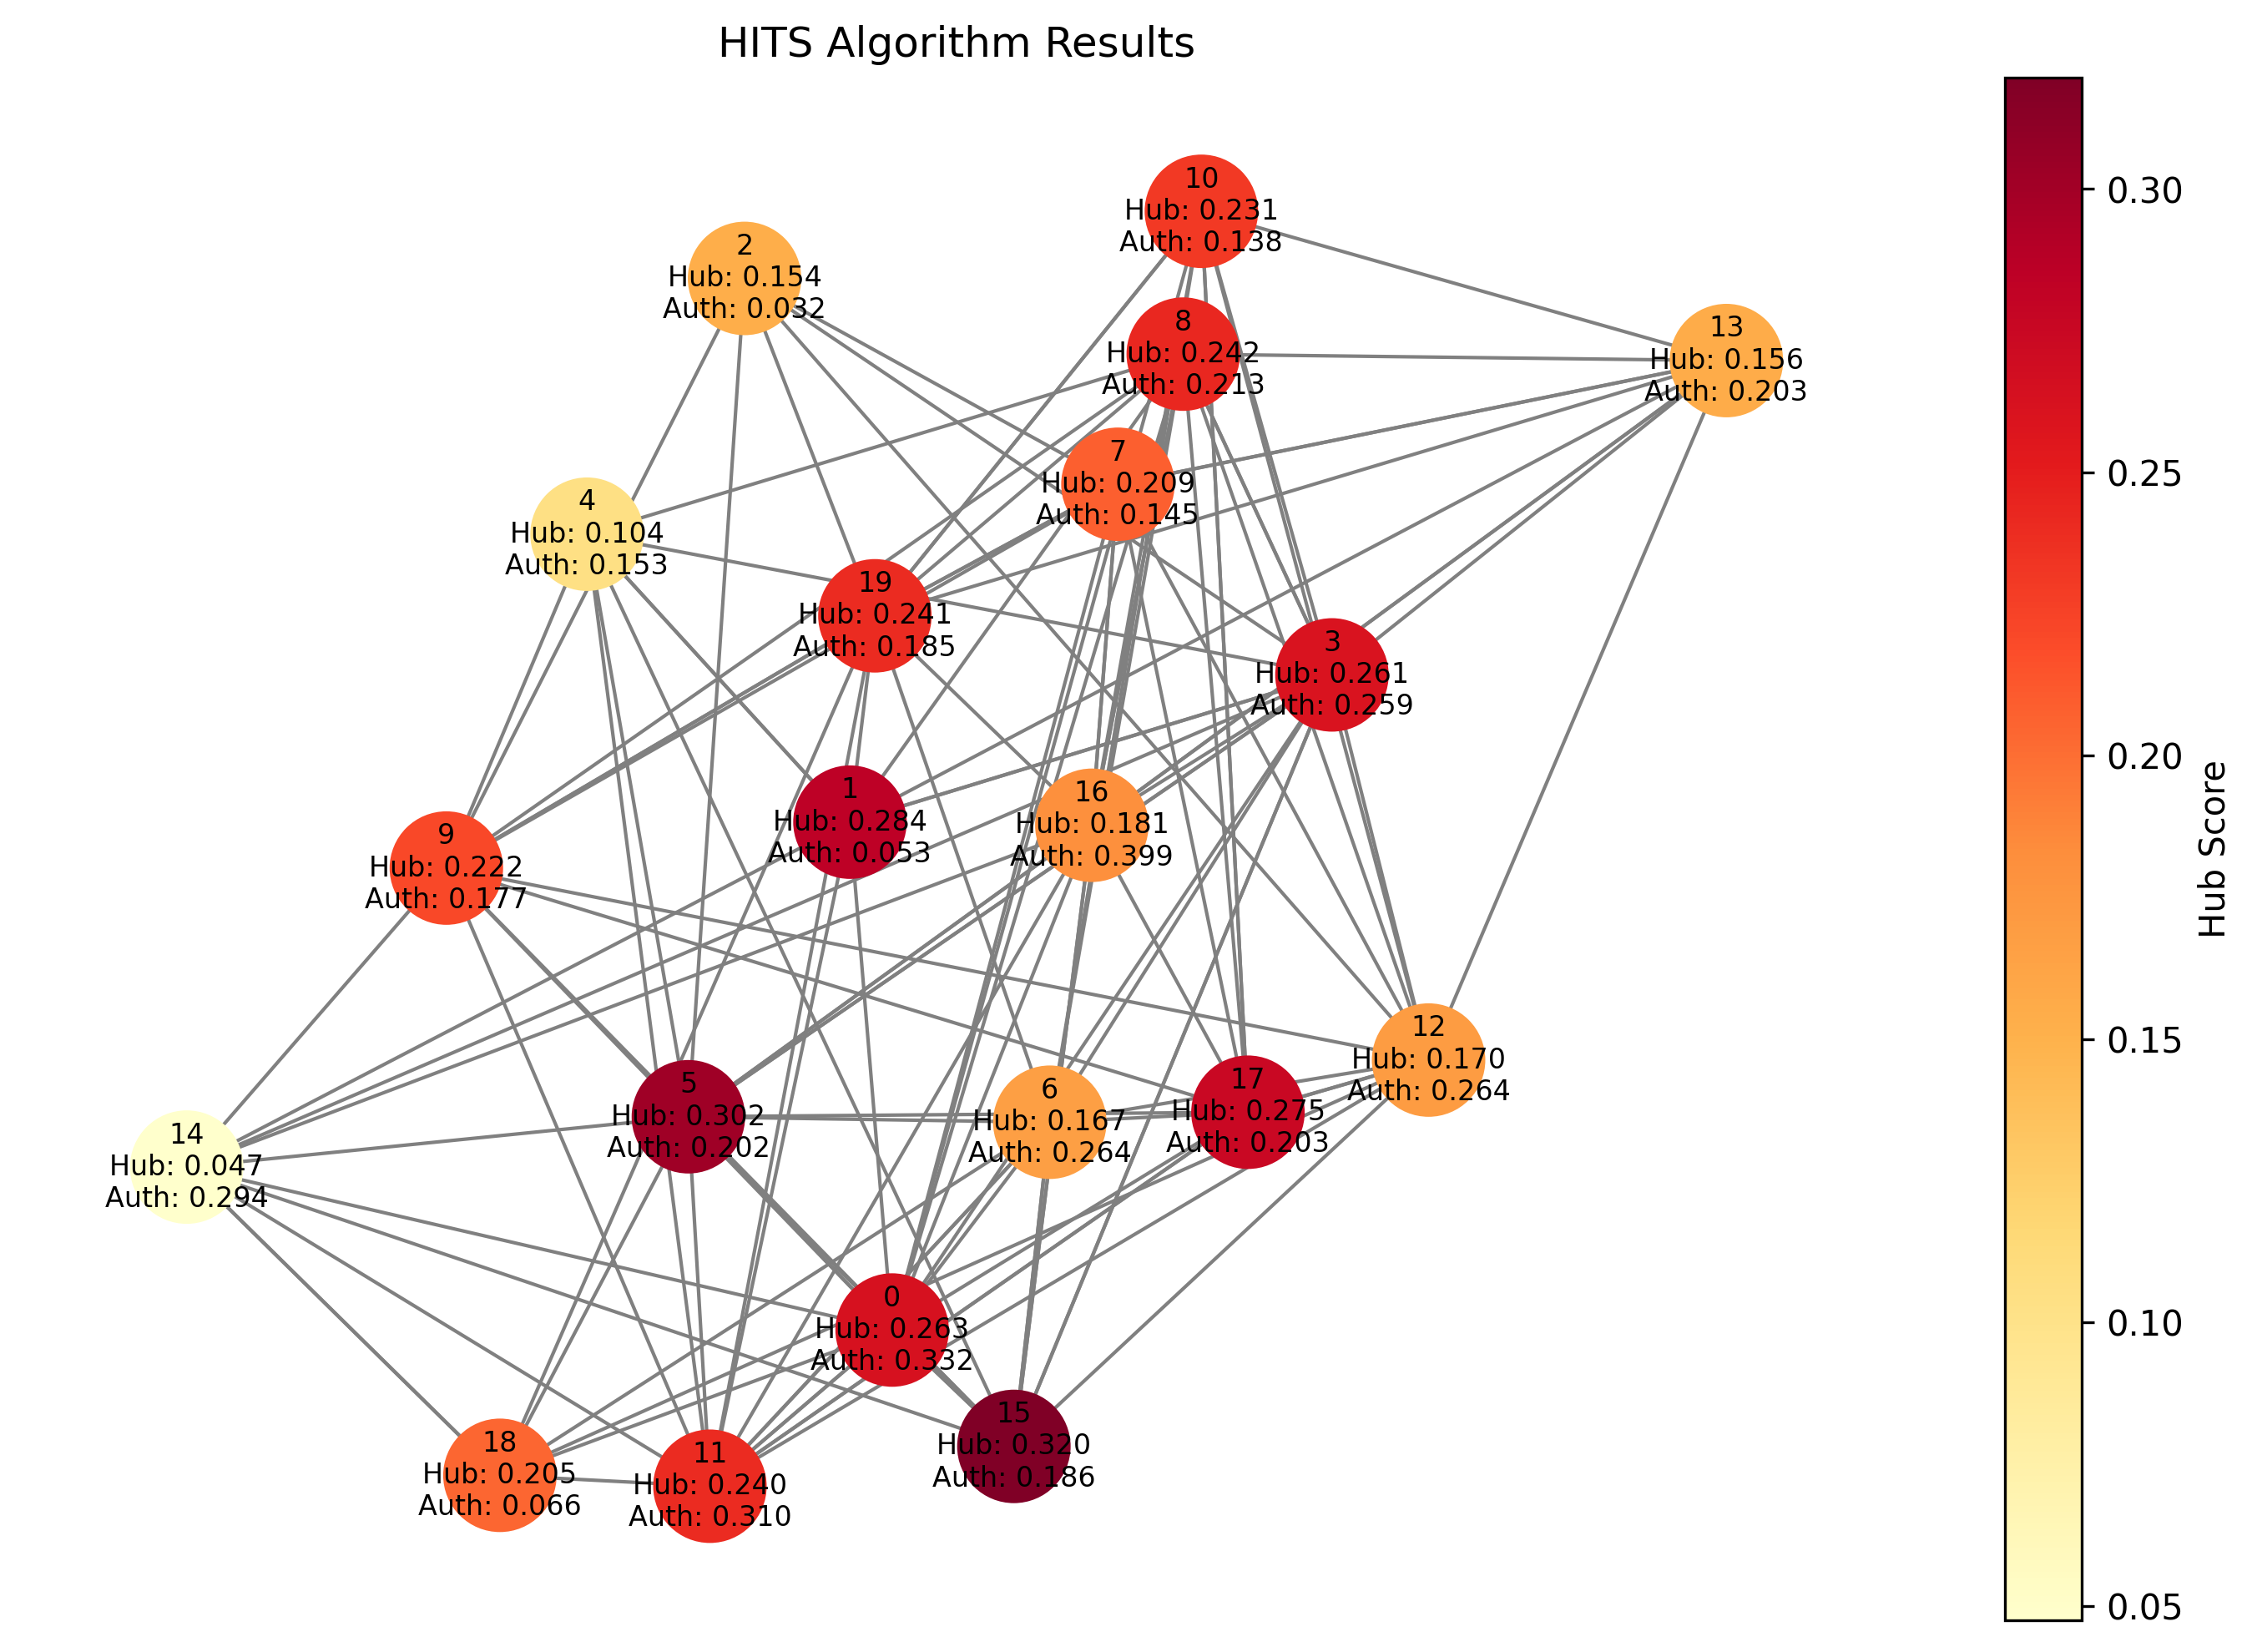 HITS Algorithm Results
10
Hub: 0.231
Auth: 0.138
2
Hub: 0.154
Auth: 0.032
8
Hub: 0.242
Auth: 0.213
13
Hub: 0.156
Auth: 0.203
7
Hub: 0.209
Auth: 0.145
4
Hub: 0.104
Auth: 0.153
19
Hub: 0.241
Auth: 0.185
3
Hub: 0.261
Auth: 0.259
1
Hub: 0.284
Auth: 0.053
16
Hub: 0.181
Auth: 0.399
9
Hub: 0.222
Auth: 0.177
12
Hub: 0.170
Auth: 0.264
5
Hub: 0.302
Auth: 0.202
6
Hub: 0.167
Auth: 0.264
17
Hub: 0.275
Auth: 0.203
14
Hub: 0.047
Auth: 0.294
0
Hub: 0.263
Auth: 0.332
15
Hub: 0.320
Auth: 0.186
18
Hub: 0.205
Auth: 0.066
11
Hub: 0.240
Auth: 0.310
0.30
0.25
0.20
0.15
0.10
0.05
Hub Score